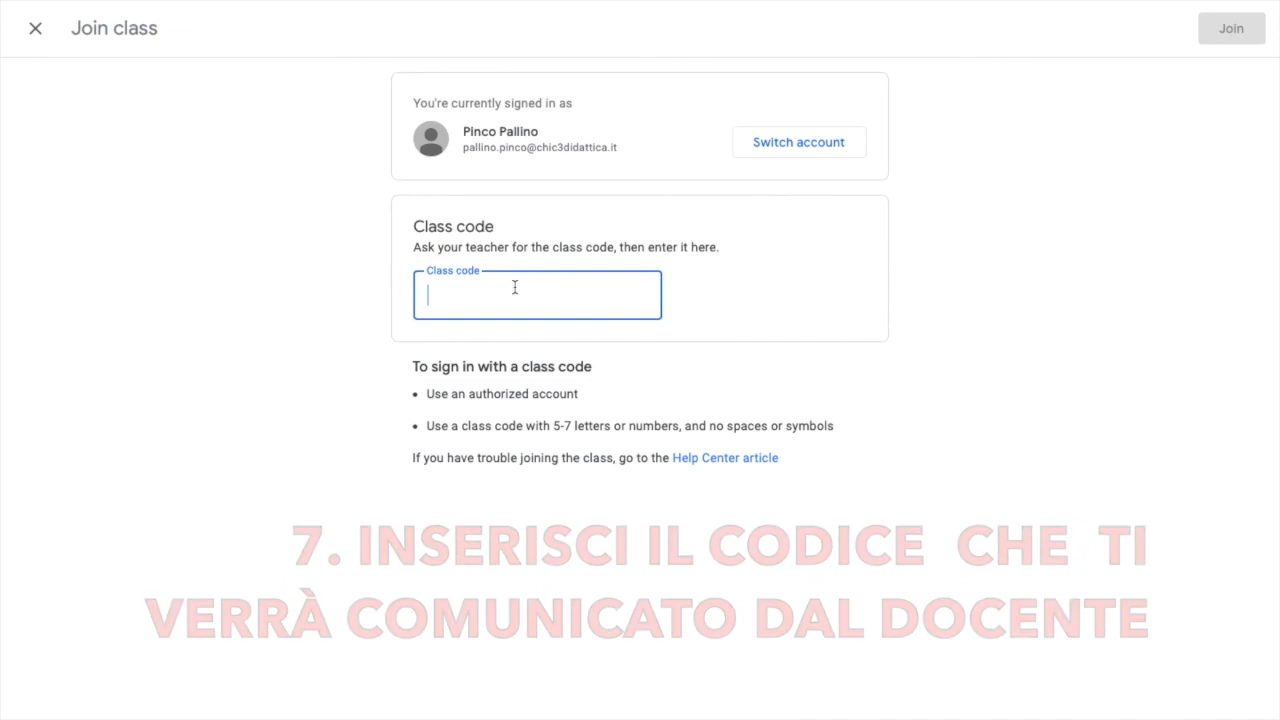 Join class
Join
You're currently signed in as
Pinco Pallino
pallino.pinco@chic3didattica.it
Switch account
Class code
Ask your teacher for the class code, then enter it here.
Class code
To sign in with a class code
• Use an authorized account
• Use a class code with 5-7 letters or numbers, and no spaces or symbols
If you have trouble joining the class, go to the Help Center article
7. INSERISCI IL CODICE CHE TI
VERRÀ COMUNICATO DAL DOCENTE